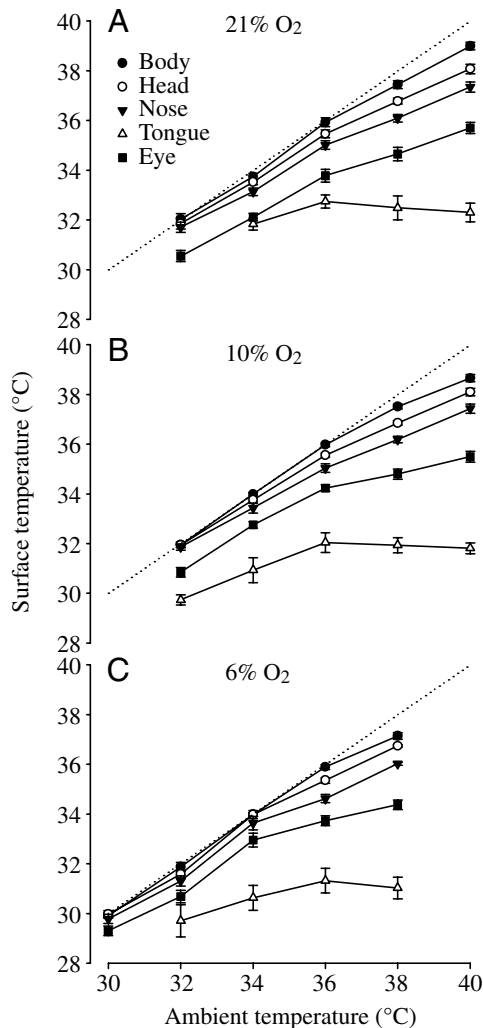 A
21% O2
Body
Head
Nose
Tongue
Eye
40
38
36
34
32
30
28
B
10% O2
40
38
36
34
32
30
28
C
6% O2
40
38
36
34
32
30
28
Surface temperature (°C)
30 32 34 36 38 40
Ambient temperature (°C)